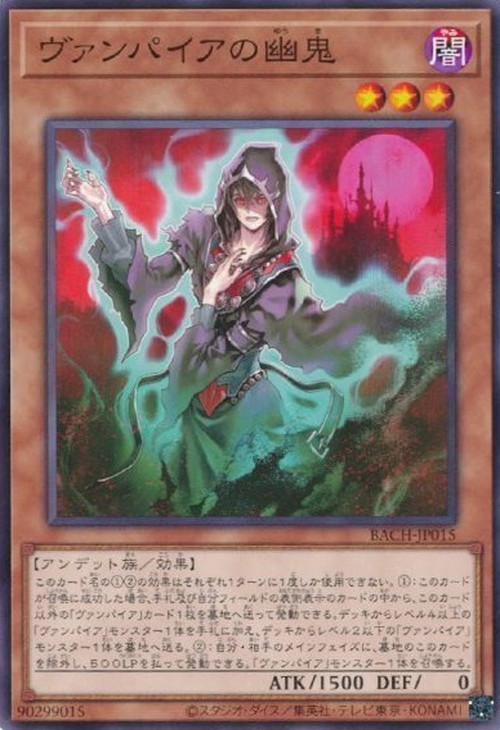 ヴァンパイアの幽鬼
闇
BACH-JP015
【アンデット族/効果】
このカード名の①②の効果はそれぞれ1ターンに1度しか使用できない。①:このカード
が召喚に成功した場合、手札及び自分フィールドの表側表示のカードの中から、このカード
以外の「ヴァンパイア」カード1枚を墓地へ送って発動できる。デッキからレベル4以上の
「ヴァンパイア」モンスター1体を手札に加え、デッキからレベル2以下の「ヴァンパイア」
モンスター1体を墓地へ送る。②:自分・相手のメインフェイズに、墓地のこのカード
を除外し、500LPを払って発動できる。「ヴァンパイア」モンスター1体を召喚する。
ATK/1500 DEF/ 0
90299015
©スタジオ・ダイス/集英社・テレビ東京・KONAMI